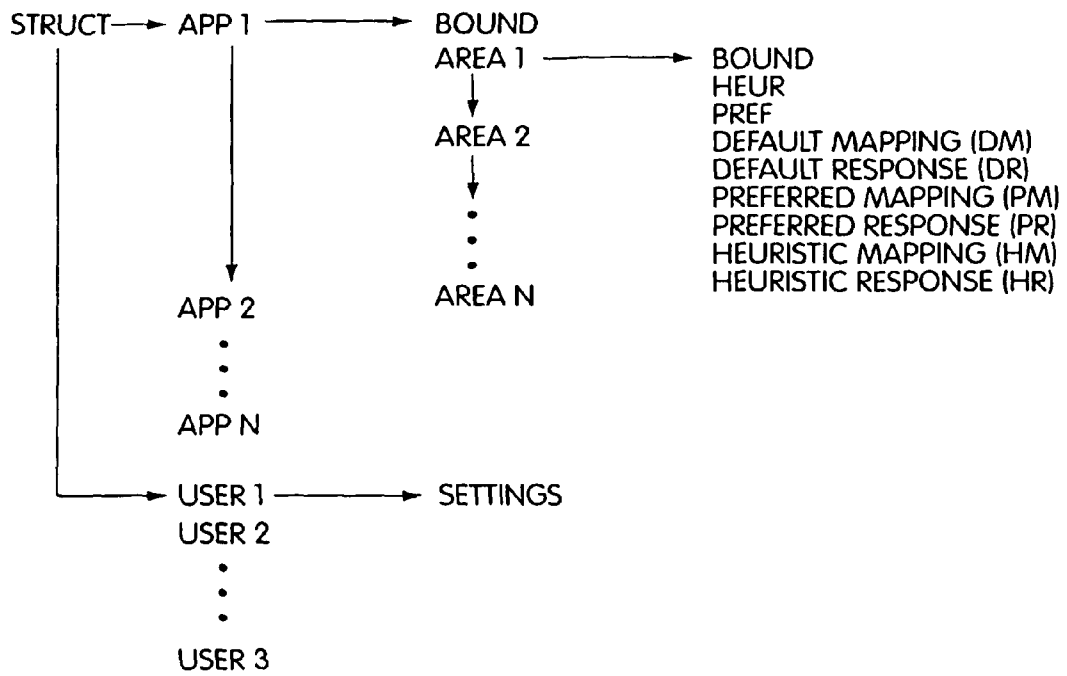 STRUCT APP 1 BOUND
AREA 1 BOUND
HEUR
PREF
AREA 2 DEFAULT MAPPING (DM)
DEFAULT RESPONSE (DR)
PREFERRED MAPPING (PM)
PREFERRED RESPONSE (PR)
HEURISTIC MAPPING (HM)
HEURISTIC RESPONSE (HR)
AREA N
APP 2
APP N
USER 1 SETTINGS
USER 2
USER 3